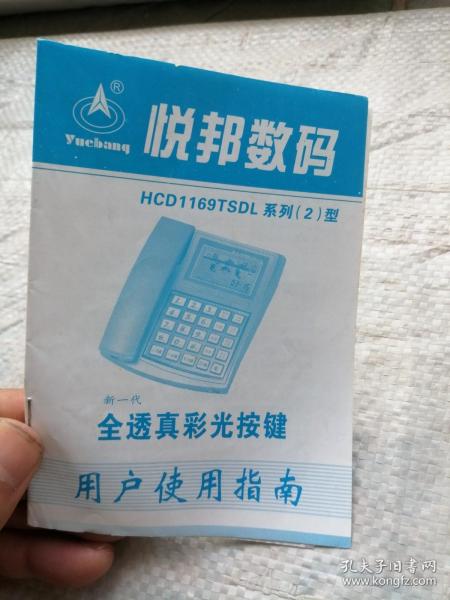 ®
Yuebang
悦邦数码
HCD1169TSDL 系列(2)型
新一代
全透真彩光按键
用户使用指南
孔夫子旧书网
www.kongfz.com